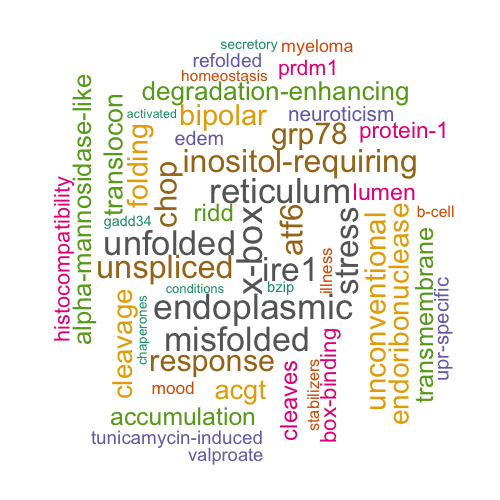 secretory
myeloma
refolded
prdm1
homeostasis
degradation-enhancing
activated
bipolar
neuroticism
protein-1
edem
grp78
alpha-mannosidase-like
translocon
folding
chop
inositol-requiring
reticulum
lumen
histocompatibility
gadd34
ridd
atf6
b-cell
unfolded
x-box
stress
unconventional
endoribonuclease
transmembrane
upr-specific
unspliced
ire1
illness
conditions
bzip
endoplasmic
chaperones
cleavage
misfolded
response
cleaves
stabilizers
box-binding
mood
acgt
accumulation
tunicamycin-induced
valproate